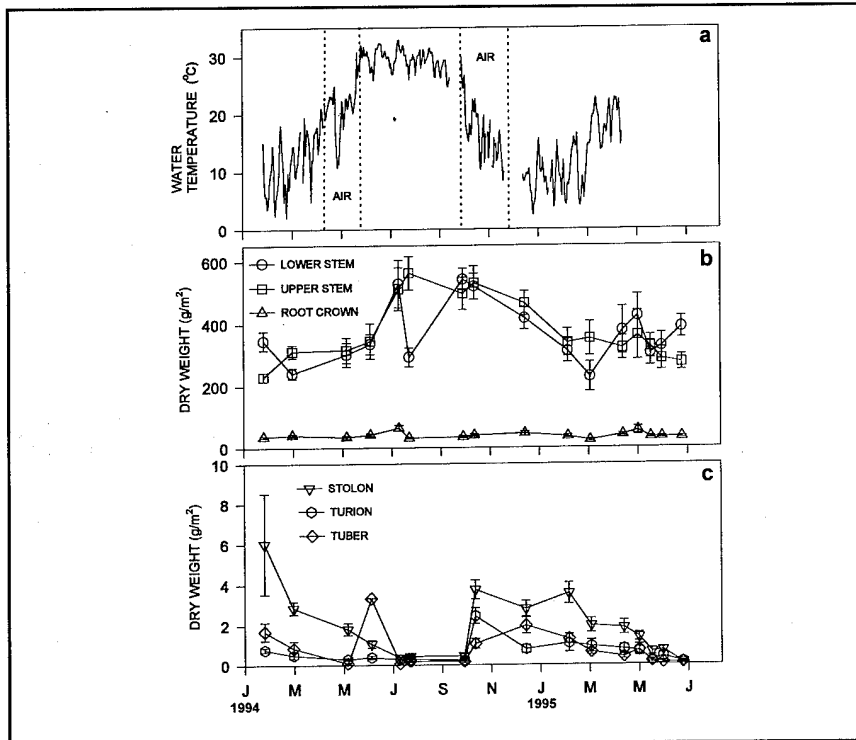 a
WATER
TEMPERATURE (°C)
30
20
10
0
AIR
AIR
b
DRY WEIGHT (g/m²)
600
400
200
0
LOWER STEM
UPPER STEM
ROOT CROWN
c
DRY WEIGHT (g/m²)
10
8
6
4
2
0
STOLON
TURION
TUBER
J M M J S N J M M J
1994 1995